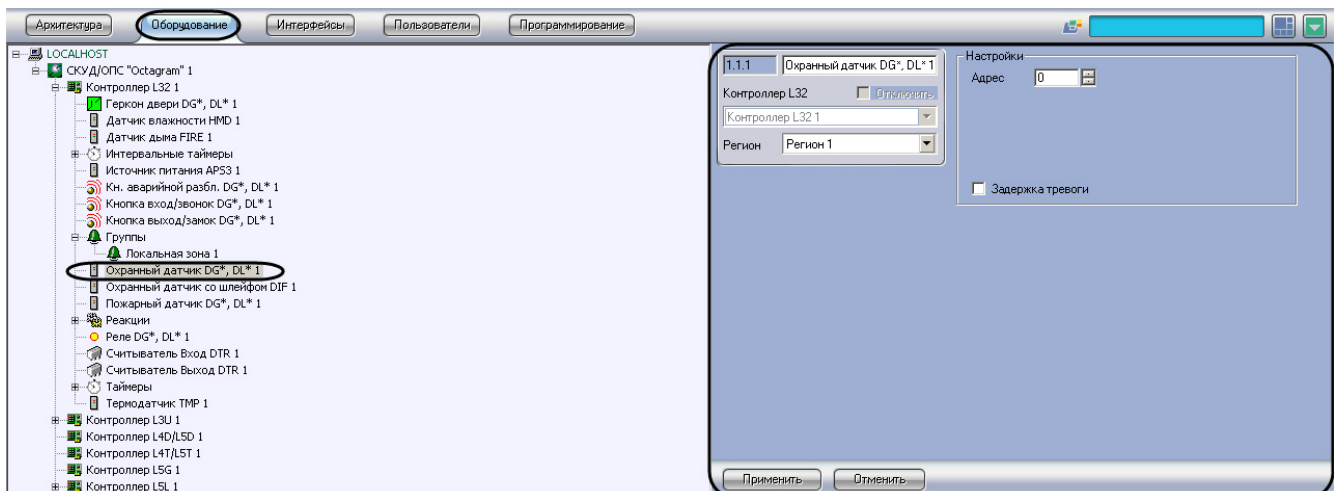 Архитектура Оборудование Интерфейсы Пользователи Программирование
LOCALHOST
СКУД/ОПС "Octagram" 1
Контроллер L32 1
Геркон двери DG*, DL* 1
Датчик влажности HMD 1
Датчик дыма FIRE 1
Интервальные таймеры
Источник питания APS3 1
Кн. аварийной разбл. DG*, DL* 1
Кнопка вход/звонок DG*, DL* 1
Кнопка выход/замок DG*, DL* 1
Группы
Локальная зона 1
Охранный датчик DG*, DL* 1
Охранный датчик со шлейфом DIF 1
Пожарный датчик DG*, DL* 1
Реакции
Реле DG*, DL* 1
Считыватель Вход DTR 1
Считыватель Выход DTR 1
Таймеры
Термодатчик TMP 1
Контроллер L3U 1
Контроллер L4D/L5D 1
Контроллер L4T/L5T 1
Контроллер L5G 1
Контроллер L5L 1
1.1.1 Охранный датчик DG*, DL* 1
Контроллер L32 Отключить
Контроллер L32 1
Регион Регион 1
Настройки
Адрес 0
Задержка тревоги
Применить Отменить